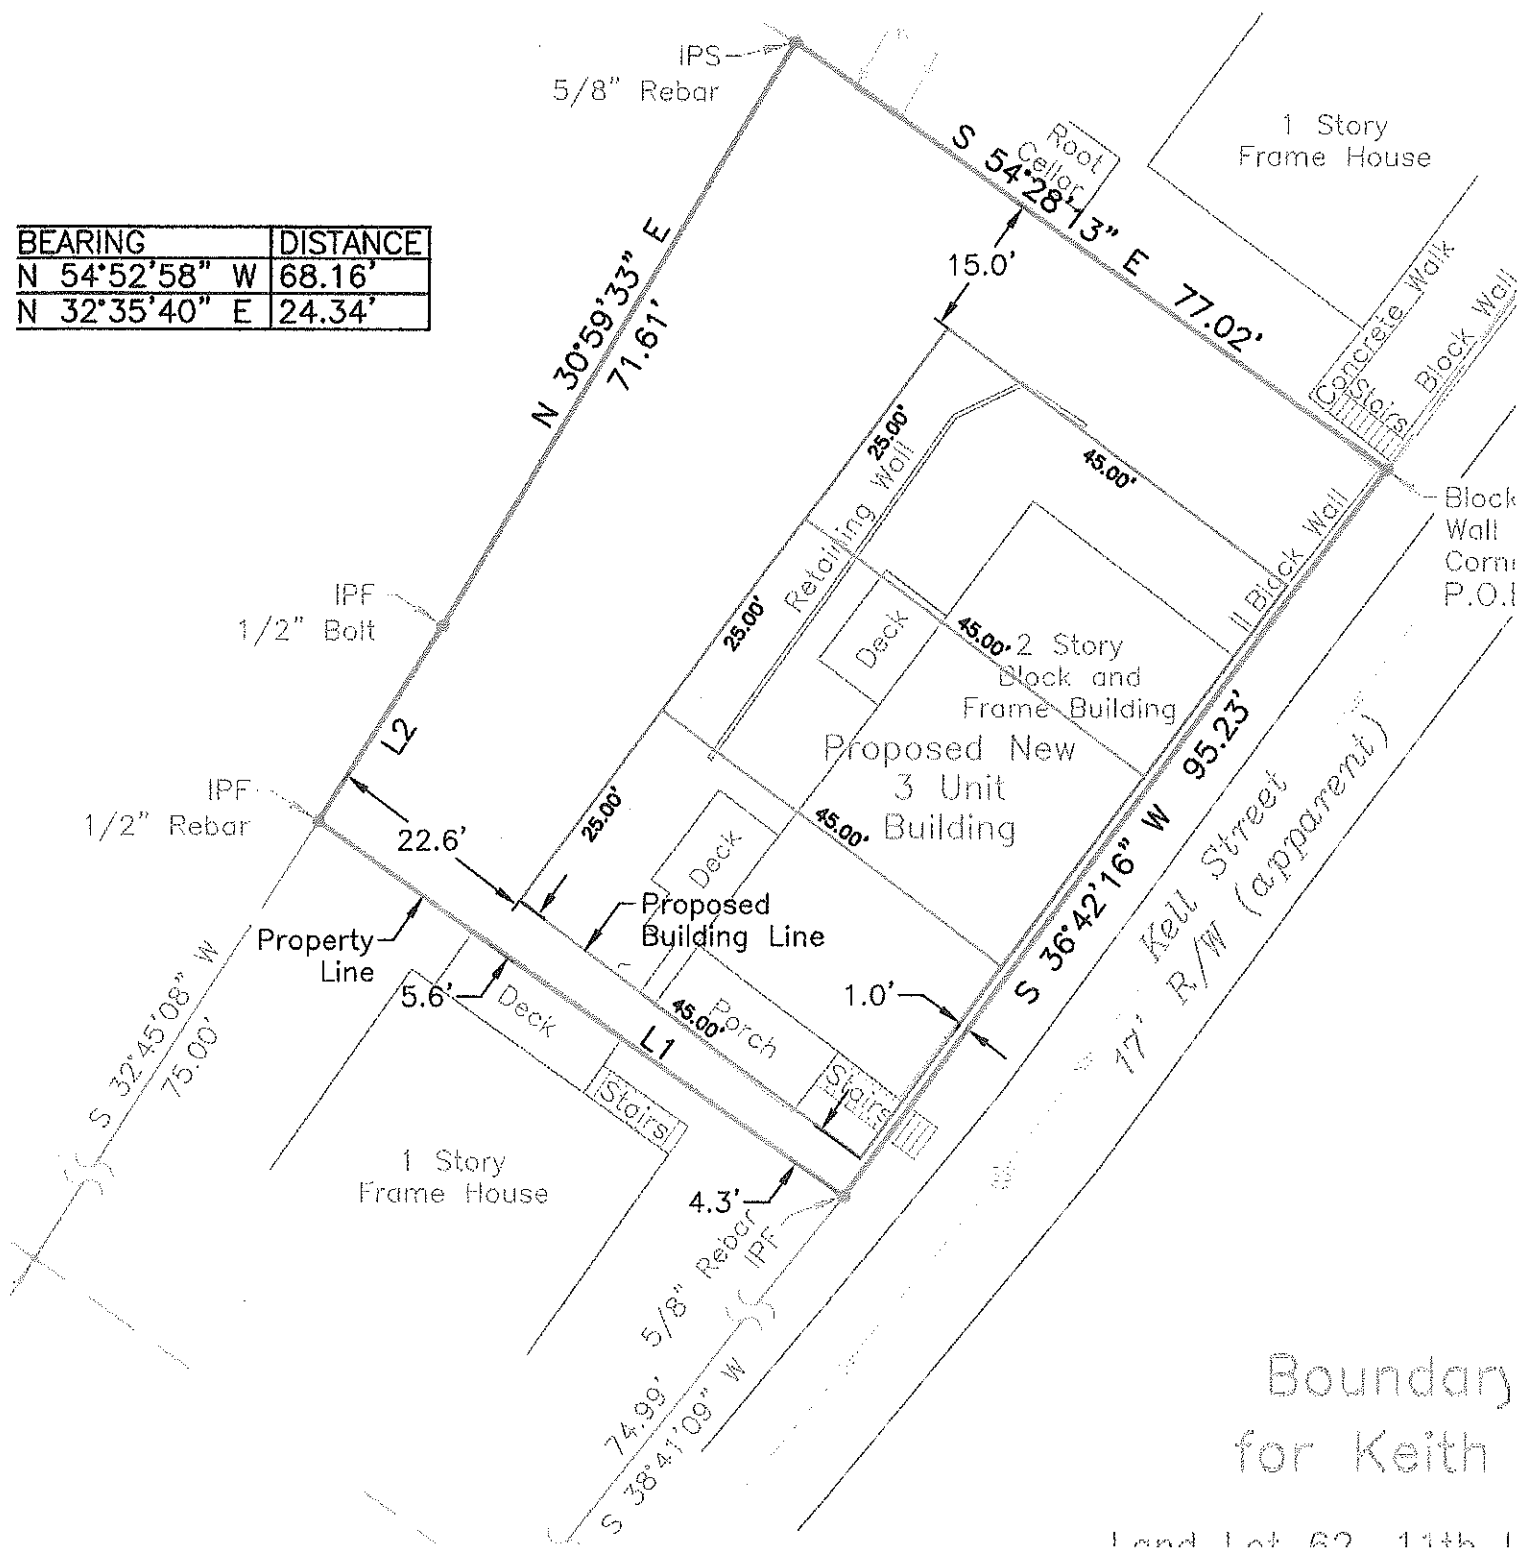 IPS
5/8" Rebar
1 Story
Frame House
Root
Cellar
S 54°28'13" E 77.02'
BEARING DISTANCE
N 54°52'58" W 68.16'
N 32°35'40" E 24.34'
N 30°59'33" E
71.61'
15.0'
Concrete Walk
Stairs
Block Wall
25.00'
Retaining Wall
45.00'
Block
Wall
Corn
P.O.
Block Wall
IPF
1/2" Bolt
25.00'
Deck
45.00'
2 Story
Block and
Frame Building
Proposed New
3 Unit
Building
S 36°42'16" W 95.23'
Kell Street
17' R/W (apparent)
L2
IPF
1/2" Rebar
22.6'
25.00'
45.00'
Deck
Proposed
Building Line
Property
Line
5.6'
Deck
1.0'
45.00'
Porch
L1
Stairs
Stairs
S 32°45'08" W
75.00'
1 Story
Frame House
4.3'
5/8" Rebar
IPF
74.99'
S 38°41'09" W
Boundary
for Keith
Land Lot 62, 11th